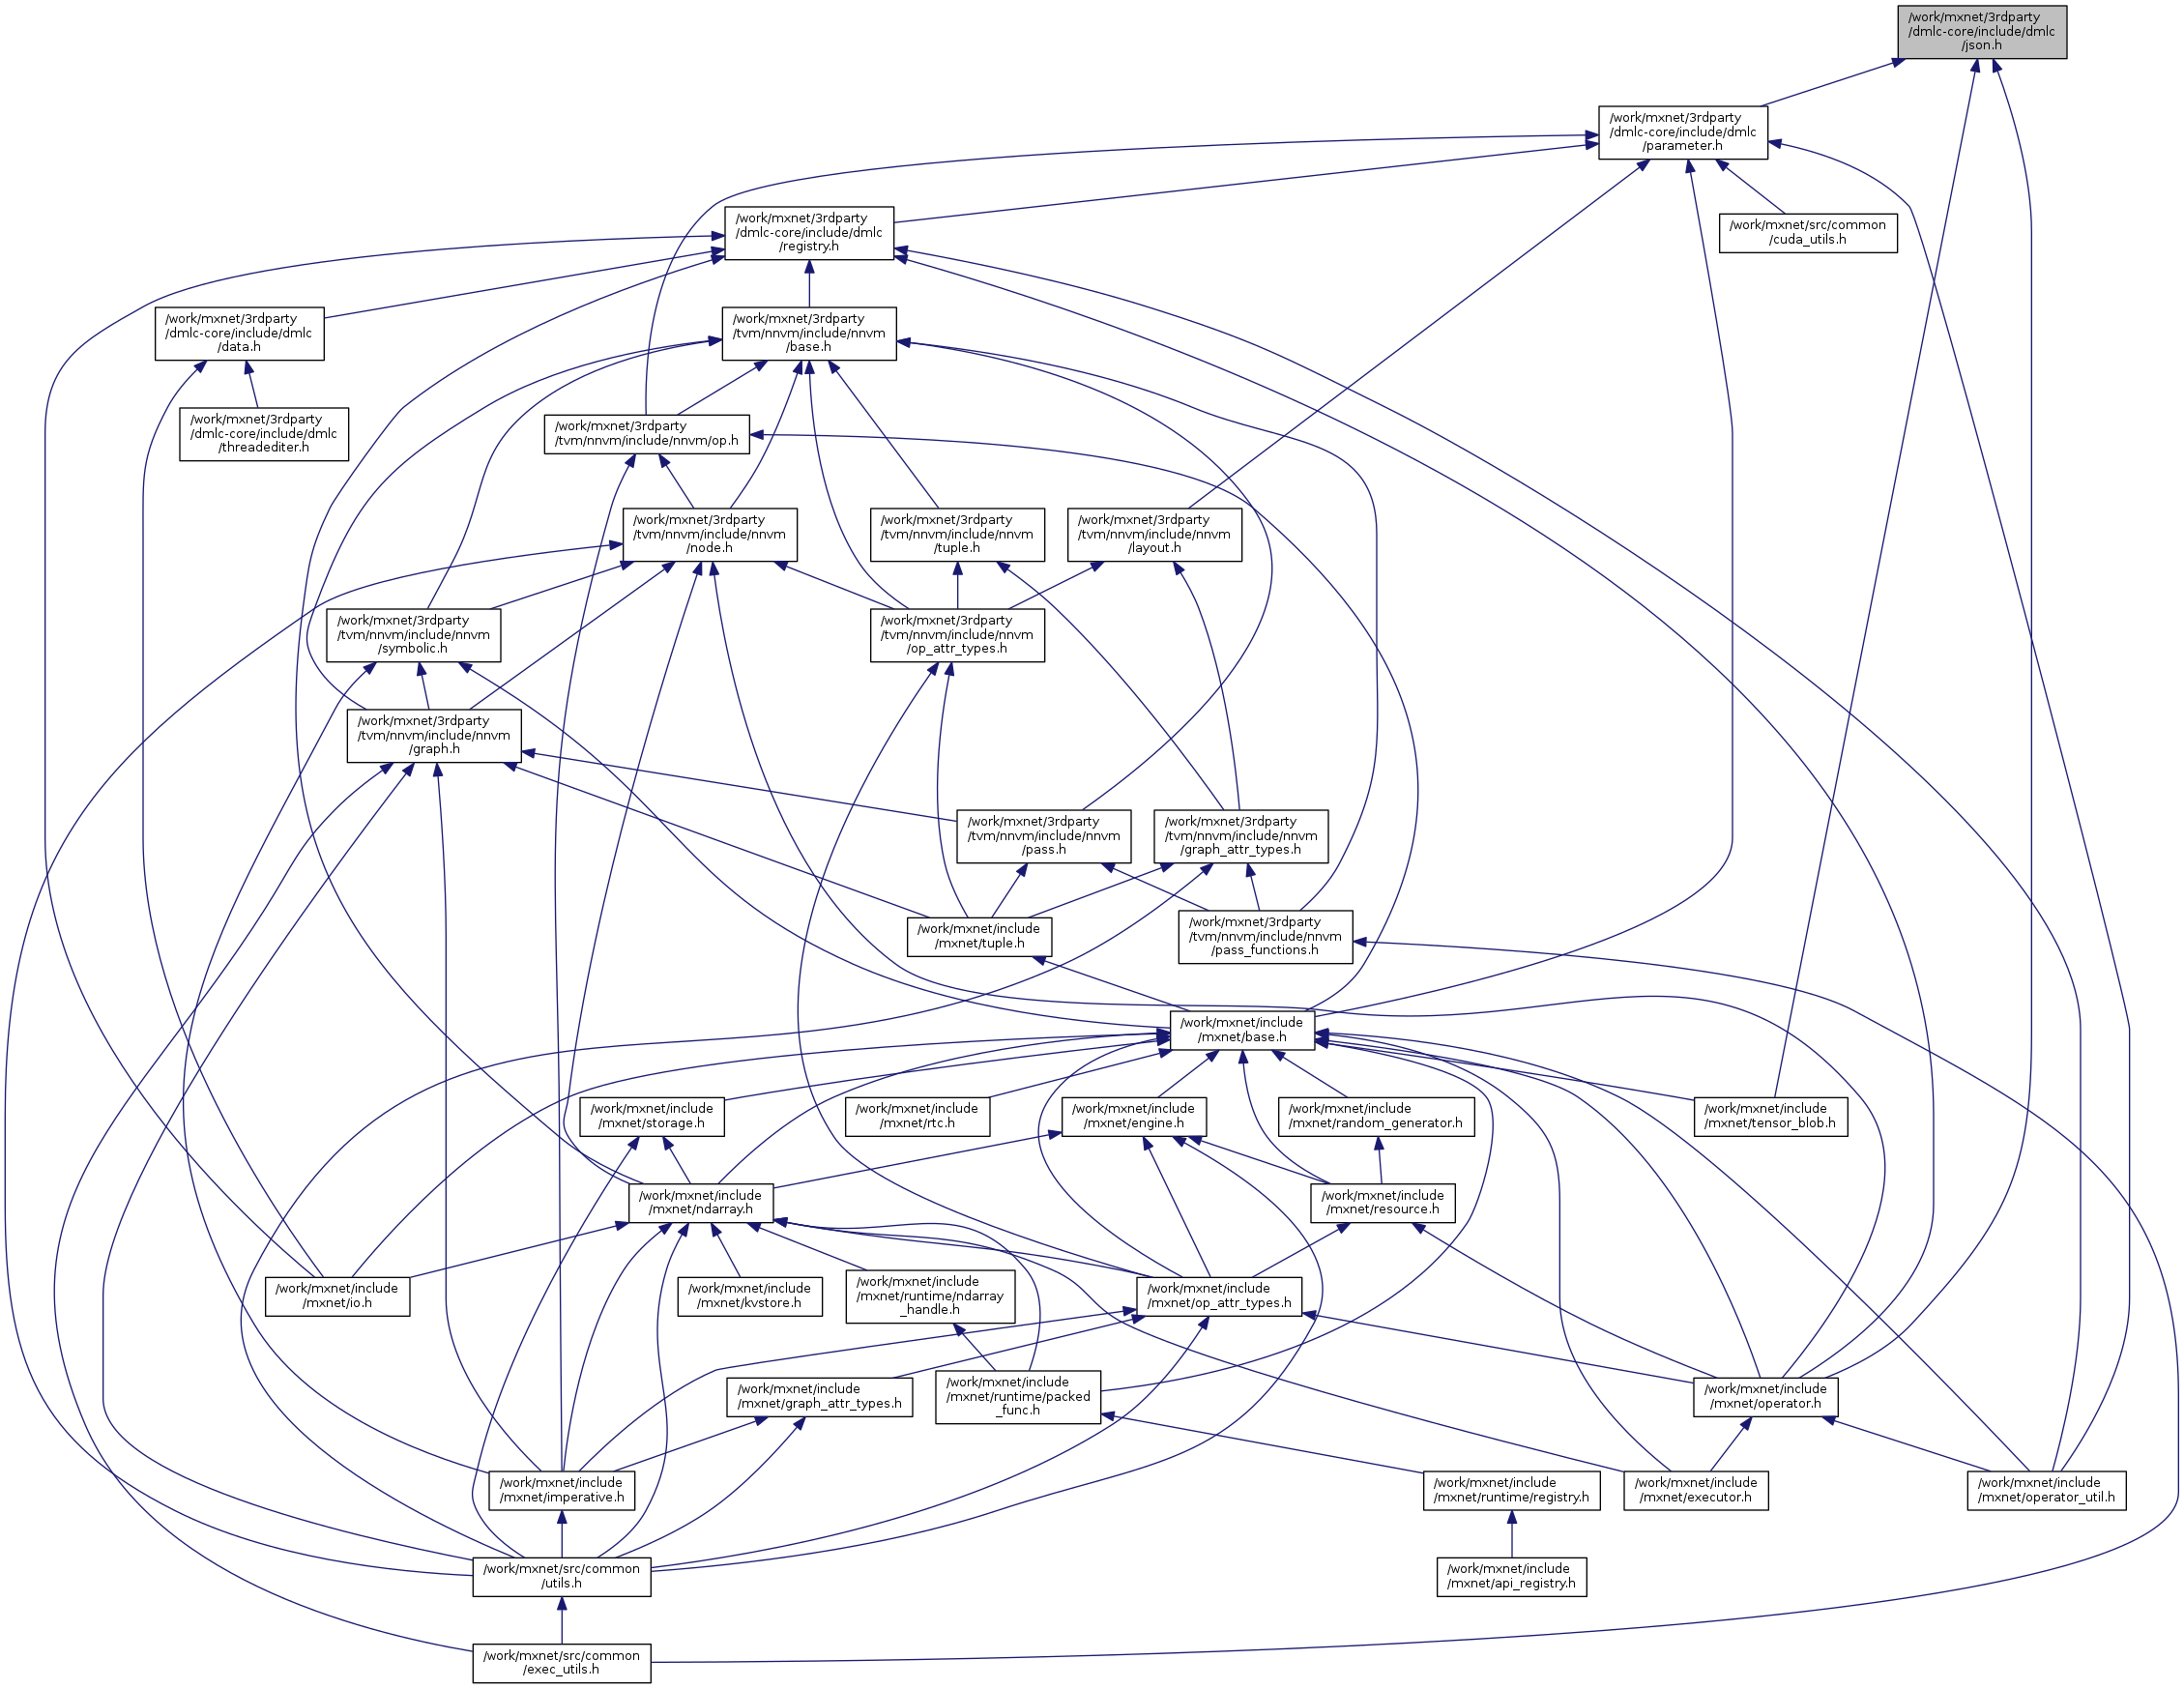 /work/mxnet/3rdparty
/dmlc-core/include/dmlc
/json.h
/work/mxnet/3rdparty
/dmlc-core/include/dmlc
/parameter.h
/work/mxnet/3rdparty
/dmlc-core/include/dmlc
/registry.h
/work/mxnet/src/common
/cuda_utils.h
/work/mxnet/3rdparty
/dmlc-core/include/dmlc
/data.h
/work/mxnet/3rdparty
/tvm/nnvm/include/nnvm
/base.h
/work/mxnet/3rdparty
/dmlc-core/include/dmlc
/threadediter.h
/work/mxnet/3rdparty
/tvm/nnvm/include/nnvm/op.h
/work/mxnet/3rdparty
/tvm/nnvm/include/nnvm
/node.h
/work/mxnet/3rdparty
/tvm/nnvm/include/nnvm
/tuple.h
/work/mxnet/3rdparty
/tvm/nnvm/include/nnvm
/layout.h
/work/mxnet/3rdparty
/tvm/nnvm/include/nnvm
/symbolic.h
/work/mxnet/3rdparty
/tvm/nnvm/include/nnvm
/op_attr_types.h
/work/mxnet/3rdparty
/tvm/nnvm/include/nnvm
/graph.h
/work/mxnet/3rdparty
/tvm/nnvm/include/nnvm
/pass.h
/work/mxnet/3rdparty
/tvm/nnvm/include/nnvm
/graph_attr_types.h
/work/mxnet/include
/mxnet/tuple.h
/work/mxnet/3rdparty
/tvm/nnvm/include/nnvm
/pass_functions.h
/work/mxnet/include
/mxnet/base.h
/work/mxnet/include
/mxnet/storage.h
/work/mxnet/include
/mxnet/rtc.h
/work/mxnet/include
/mxnet/engine.h
/work/mxnet/include
/mxnet/random_generator.h
/work/mxnet/include
/mxnet/tensor_blob.h
/work/mxnet/include
/mxnet/ndarray.h
/work/mxnet/include
/mxnet/resource.h
/work/mxnet/include
/mxnet/io.h
/work/mxnet/include
/mxnet/kvstore.h
/work/mxnet/include
/mxnet/runtime/ndarray
_handle.h
/work/mxnet/include
/mxnet/op_attr_types.h
/work/mxnet/include
/mxnet/graph_attr_types.h
/work/mxnet/include
/mxnet/runtime/packed
_func.h
/work/mxnet/include
/mxnet/operator.h
/work/mxnet/include
/mxnet/imperative.h
/work/mxnet/include
/mxnet/runtime/registry.h
/work/mxnet/include
/mxnet/executor.h
/work/mxnet/include
/mxnet/operator_util.h
/work/mxnet/src/common
/utils.h
/work/mxnet/include
/mxnet/api_registry.h
/work/mxnet/src/common
/exec_utils.h